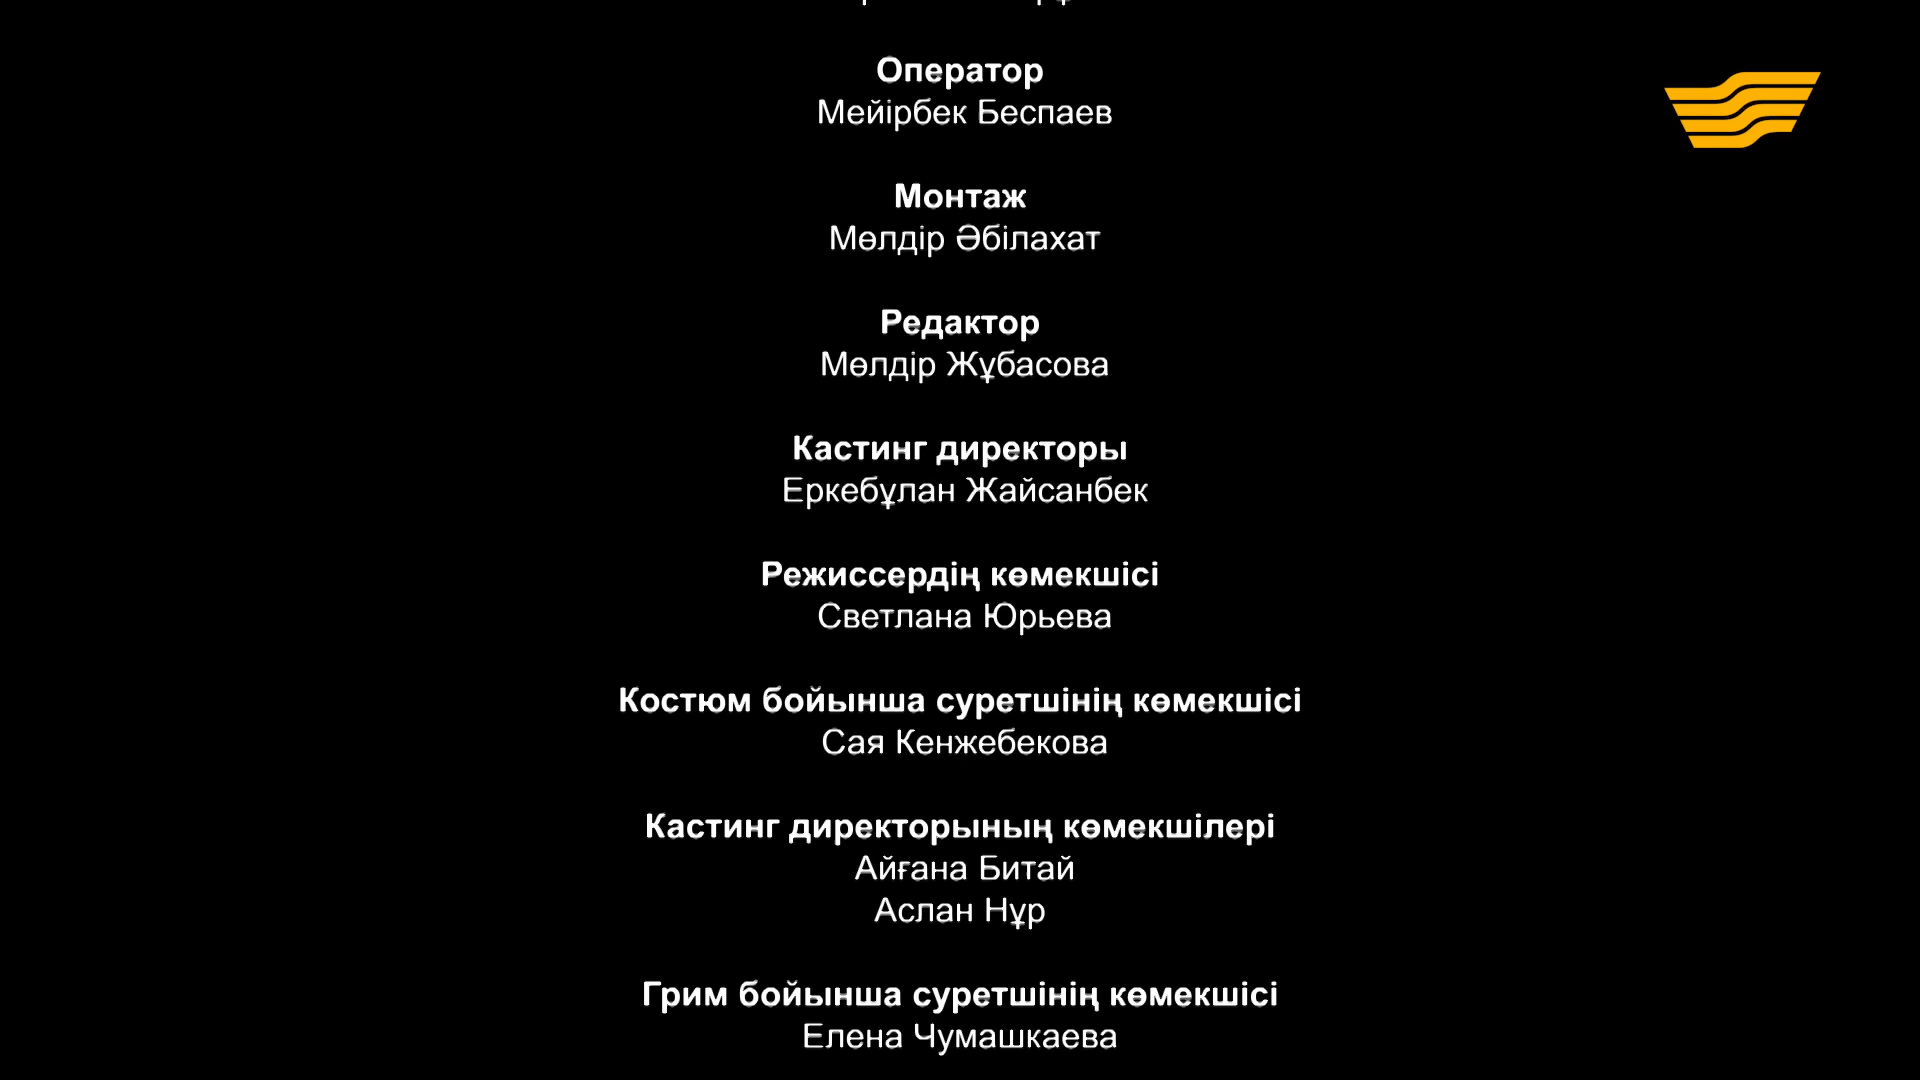 Оператор
Мейірбек Беспаев
Монтаж
Мөлдір Әбілахат
Редактор
Мөлдір Жұбасова
Кастинг директоры
Еркебұлан Жайсанбек
Режиссердің көмекшісі
Светлана Юрьева
Костюм бойынша суретшінің көмекшісі
Сая Кенжебекова
Кастинг директорының көмекшілері
Айғана Битай
Аслан Нұр
Грим бойынша суретшінің көмекшісі
Елена Чумашкаева